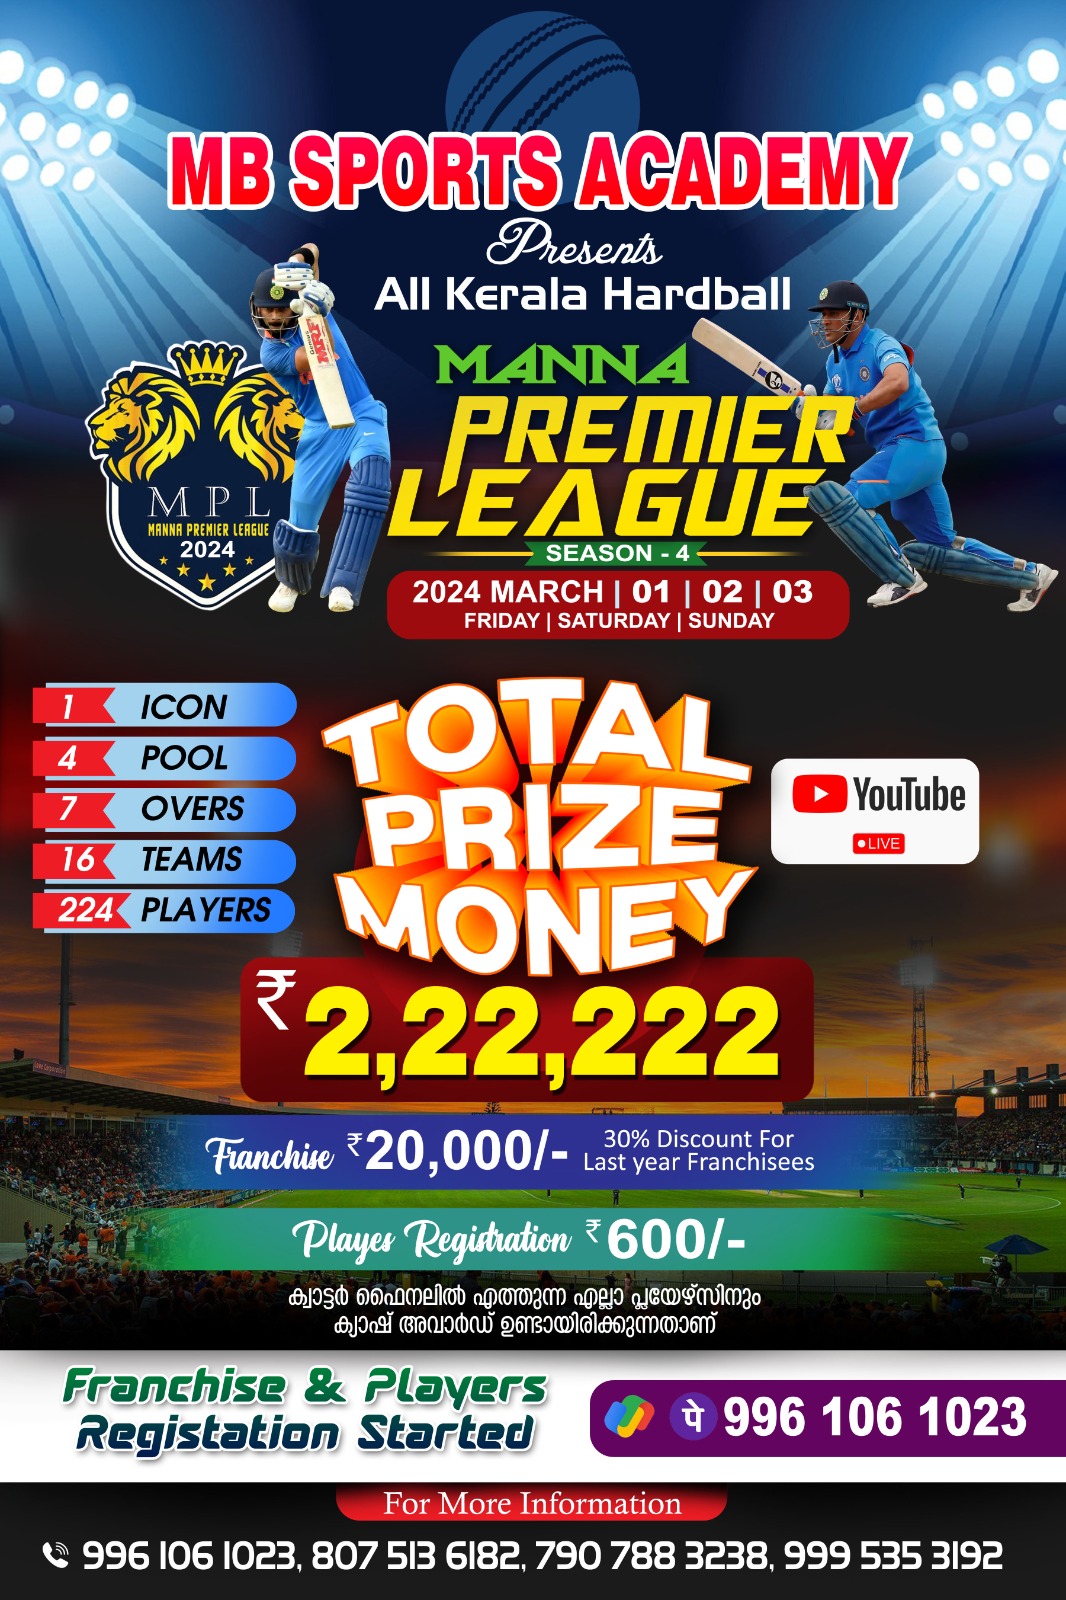 MB SPORTS ACADEMY
Presents
All Kerala Hardball
MANNA
PREMIER
LEAGUE
SEASON - 4
2024 MARCH | 01 | 02 | 03
FRIDAY | SATURDAY | SUNDAY
MPL
MANNA PREMIER LEAGUE
2024
MRF
1 ICON
4 POOL
7 OVERS
16 TEAMS
224 PLAYERS
TOTAL
PRIZE
MONEY
₹2,22,222
YouTube
LIVE
Franchise ₹20,000/- 30% Discount For
Last year Franchisees
Playes Registration ₹600/-
ക്വാട്ടർ ഫൈനലിൽ എത്തുന്ന എല്ലാ പ്ലയേഴ്സിനും
ക്യാഷ് അവാർഡ് ഉണ്ടായിരിക്കുന്നതാണ്
Franchise & Players
Registation Started
पे 996 106 1023
For More Information
996 106 1023, 807 513 6182, 790 788 3238, 999 535 3192